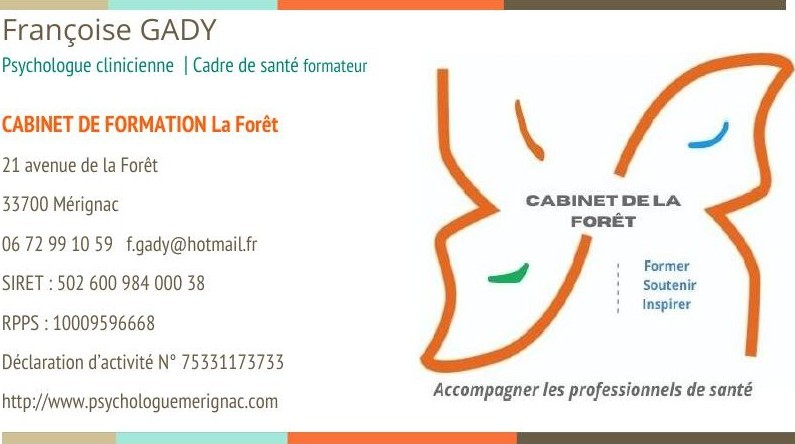 Françoise GADY
Psychologue clinicienne | Cadre de santé formateur
CABINET DE FORMATION La Forêt
21 avenue de la Forêt
33700 Mérignac
06 72 99 10 59 f.gady@hotmail.fr
SIRET : 502 600 984 000 38
RPPS : 10009596668
Déclaration d'activité N° 75331173733
http://www.psychologuemerignac.com
CABINET DE LA
FORÊT
Former
Soutenir
Inspirer
Accompagner les professionnels de santé